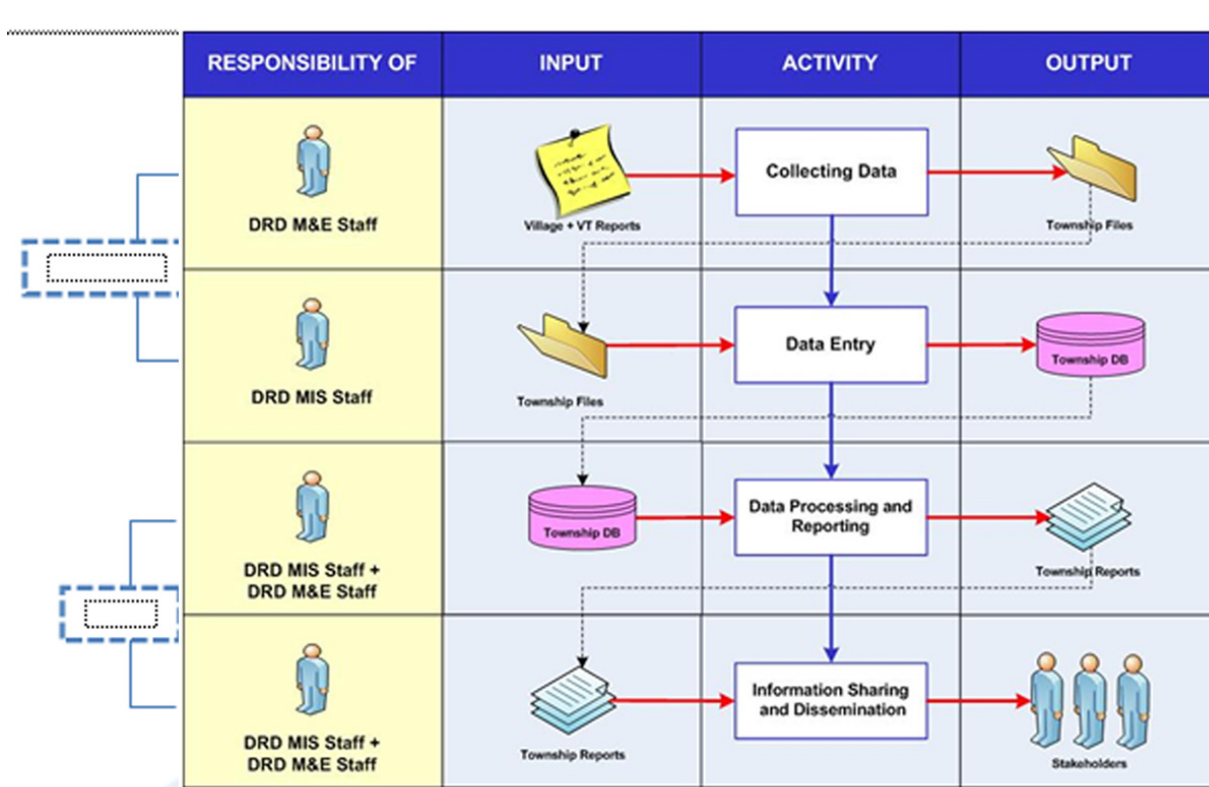 RESPONSIBILITY OF
INPUT
ACTIVITY
OUTPUT
DRD M&E Staff
Village + VT Reports
Collecting Data
Township Files
DRD MIS Staff
Township Files
Data Entry
Township DB
DRD MIS Staff +
DRD M&E Staff
Township DB
Data Processing and
Reporting
Township Reports
DRD MIS Staff +
DRD M&E Staff
Township Reports
Information Sharing
and Dissemination
Stakeholders